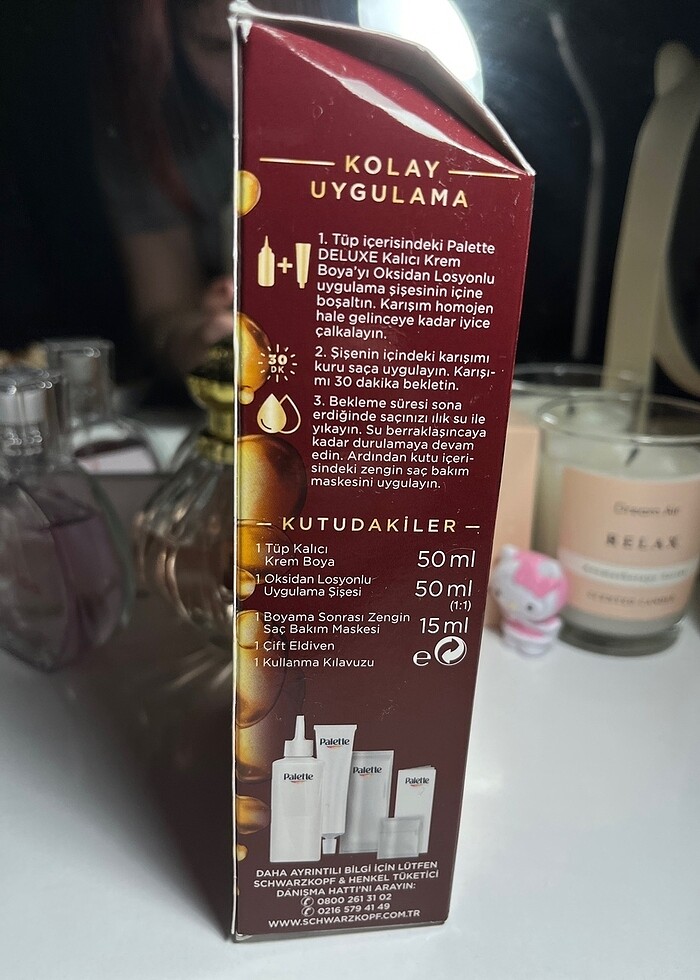 KOLAY
UYGULAMA
1. Tüp içerisindeki Palette
DELUXE Kalıcı Krem
Boya'yı Oksidan Losyonlu
uygulama şişesinin içine
boşaltın. Karışım homojen
hale gelinceye kadar iyice
çalkalayın.
30
DK
2. Şişenin içindeki karışımı
kuru saça uygulayın. Karışı-
mı 30 dakika bekletin.
3. Bekleme süresi sona
erdiğinde saçınızı ılık su ile
yıkayın. Su berraklaşıncaya
kadar durulamaya devam
edin. Ardından kutu içeri-
sindeki zengin saç bakım
maskesini uygulayın.
KUTUDAKİLER
1 Tüp Kalıcı
Krem Boya 50 ml
1 Oksidan Losyonlu
Uygulama Şişesi 50 ml
(1:1)
1 Boyama Sonrası Zengin
Saç Bakım Maskesi 15 ml
1 Çift Eldiven
1 Kullanma Kılavuzu
e
Palette
Palette
Palette
Palette
DAHA AYRINTILI BİLGİ İÇİN LÜTFEN
SCHWARZKOPF & HENKEL TÜKETİCİ
DANIŞMA HATTI'NI ARAYIN:
0800 261 31 02
0216 579 41 49
WWW.SCHWARZKOPF.COM.TR
Dream Air
RELAX
SCENTED CANDLE